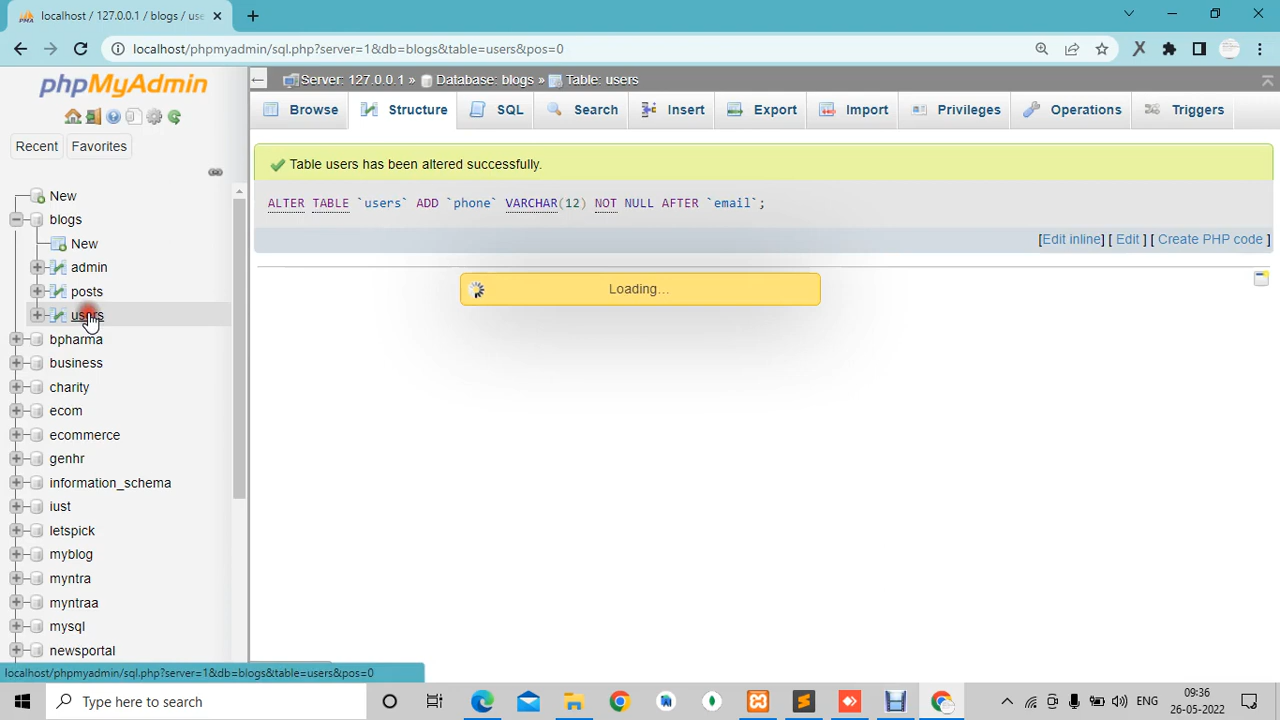 localhost / 127.0.0.1 / blogs / use
localhost/phpmyadmin/sql.php?server=1&db=blogs&table=users&pos=0
phpMyAdmin
Recent
Favorites
New
blogs
New
admin
posts
users
bpharma
business
charity
ecom
ecommerce
genhr
information_schema
iust
letspick
myblog
myntra
myntraa
mysql
newsportal
Server: 127.0.0.1 » Database: blogs » Table: users
Browse Structure SQL Search Insert Export Import Privileges Operations Triggers
Table users has been altered successfully.
ALTER TABLE `users` ADD `phone` VARCHAR(12) NOT NULL AFTER `email`;
[Edit inline] [ Edit ] [ Create PHP code ]
Loading…
localhost/phpmyadmin/sql.php?server=1&db=blogs&table=users&pos=0
Type here to search
ENG
09:36
26-05-2022